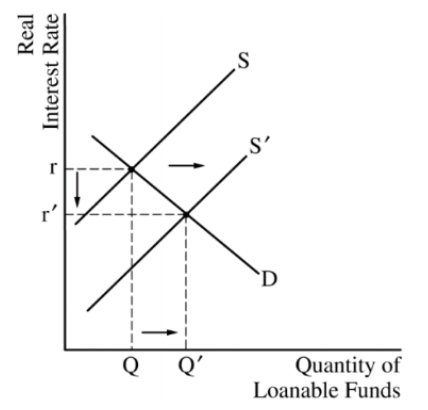 Real
Interest Rate
S
S′
r
r′
D
Q
Q′
Quantity of
Loanable Funds